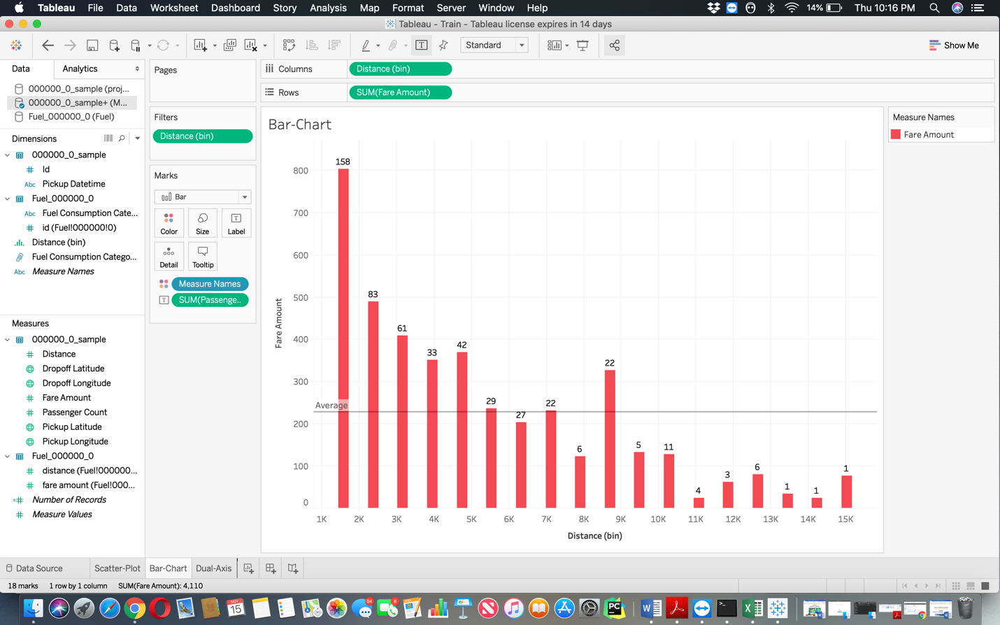 Tableau File Data Worksheet Dashboard Story Analysis Map Format Server Window Help 14% Thu 10:16 PM
Tableau - Train - Tableau license expires in 14 days
Standard
Show Me
Data
Analytics
000000_0_sample (proj...
000000_0_sample+ (M...
Fuel_000000_0 (Fuel)
Dimensions
000000_0_sample
Id
Abc Pickup Datetime
Fuel_000000_0
Abc Fuel Consumption Cate...
id (Fuel!000000!0)
Distance (bin)
Fuel Consumption Catego...
Abc Measure Names
Measures
000000_0_sample
Distance
Dropoff Latitude
Dropoff Longitude
Fare Amount
Passenger Count
Pickup Latitude
Pickup Longitude
Fuel_000000_0
distance (Fuel!000000...
fare amount (Fuel!000...
Number of Records
Measure Values
Pages
Filters
Distance (bin)
Marks
Bar
Color
Size
T
Label
Detail
Tooltip
Measure Names
T SUM(Passenge..
Columns
Distance (bin)
Rows
SUM(Fare Amount)
Bar-Chart
Fare Amount
800
700
600
500
400
300
200
100
0
Average
158
83
61
33
42
29
27
22
6
22
5
11
4
3
6
1
1
1
1K 2K 3K 4K 5K 6K 7K 8K 9K 10K 11K 12K 13K 14K 15K
Distance (bin)
Measure Names
Fare Amount
Data Source
Scatter-Plot
Bar-Chart
Dual-Axis
18 marks 1 row by 1 column SUM(Fare Amount): 4,110
NOV
15
54
8
PC